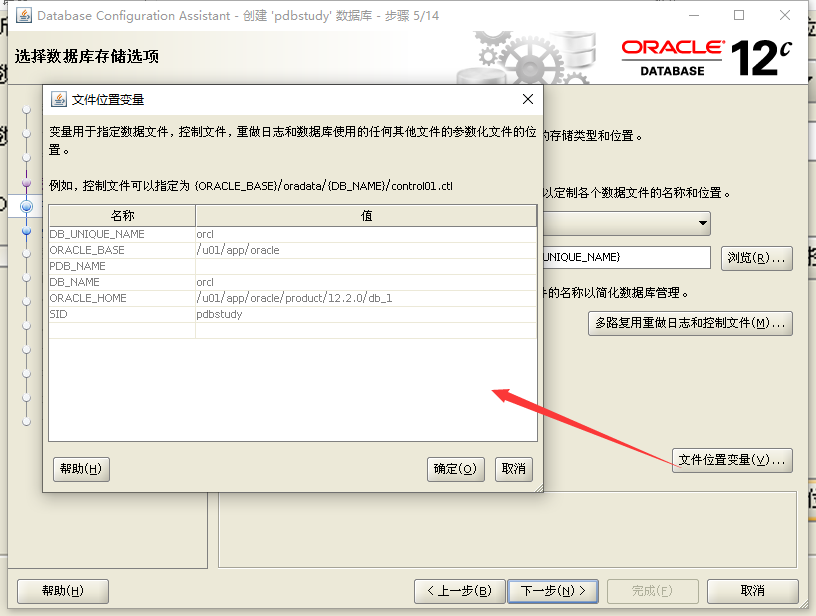 Database Configuration Assistant - 创建 'pdbstudy' 数据库 - 步骤 5/14
选择数据库存储选项
ORACLE
DATABASE
12c
文件位置变量
变量用于指定数据文件，控制文件，重做日志和数据库使用的任何其他文件的参数化文件的位
置。
的存储类型和位置。
例如，控制文件可以指定为 {ORACLE_BASE}/oradata/{DB_NAME}/control01.ctl
以定制各个数据文件的名称和位置。
名称 值
DB_UNIQUE_NAME orcl
ORACLE_BASE /u01/app/oracle
PDB_NAME
DB_NAME orcl
ORACLE_HOME /u01/app/oracle/product/12.2.0/db_1
SID pdbstudy
UNIQUE_NAME}
浏览(R)...
件的名称以简化数据库管理。
多路复用重做日志和控制文件(M)...
文件位置变量(V)...
帮助(H)
确定(O)
取消
帮助(H)
< 上一步(B)
下一步(N) >
完成(F)
取消